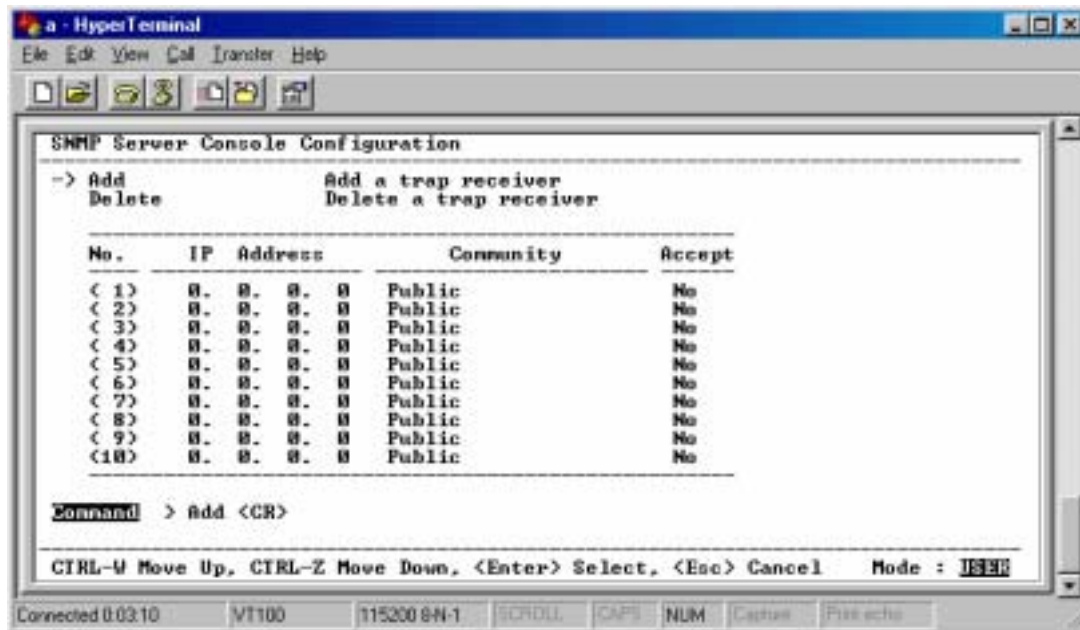 a - HyperTerminal
File Edit View Call Transfer Help
SNMP Server Console Configuration
-> Add Add a trap receiver
Delete Delete a trap receiver
No. IP Address Community Accept
( 1) 0. 0. 0. 0 Public No
( 2) 0. 0. 0. 0 Public No
( 3) 0. 0. 0. 0 Public No
( 4) 0. 0. 0. 0 Public No
( 5) 0. 0. 0. 0 Public No
( 6) 0. 0. 0. 0 Public No
( 7) 0. 0. 0. 0 Public No
( 8) 0. 0. 0. 0 Public No
( 9) 0. 0. 0. 0 Public No
(10) 0. 0. 0. 0 Public No
Command > Add <CR>
CTRL-W Move Up, CTRL-Z Move Down, <Enter> Select, <Esc> Cancel Mode : USER
Connected 0:03:10 VT100 115200 8-N-1 SCROLL CAPS NUM Capture Print echo